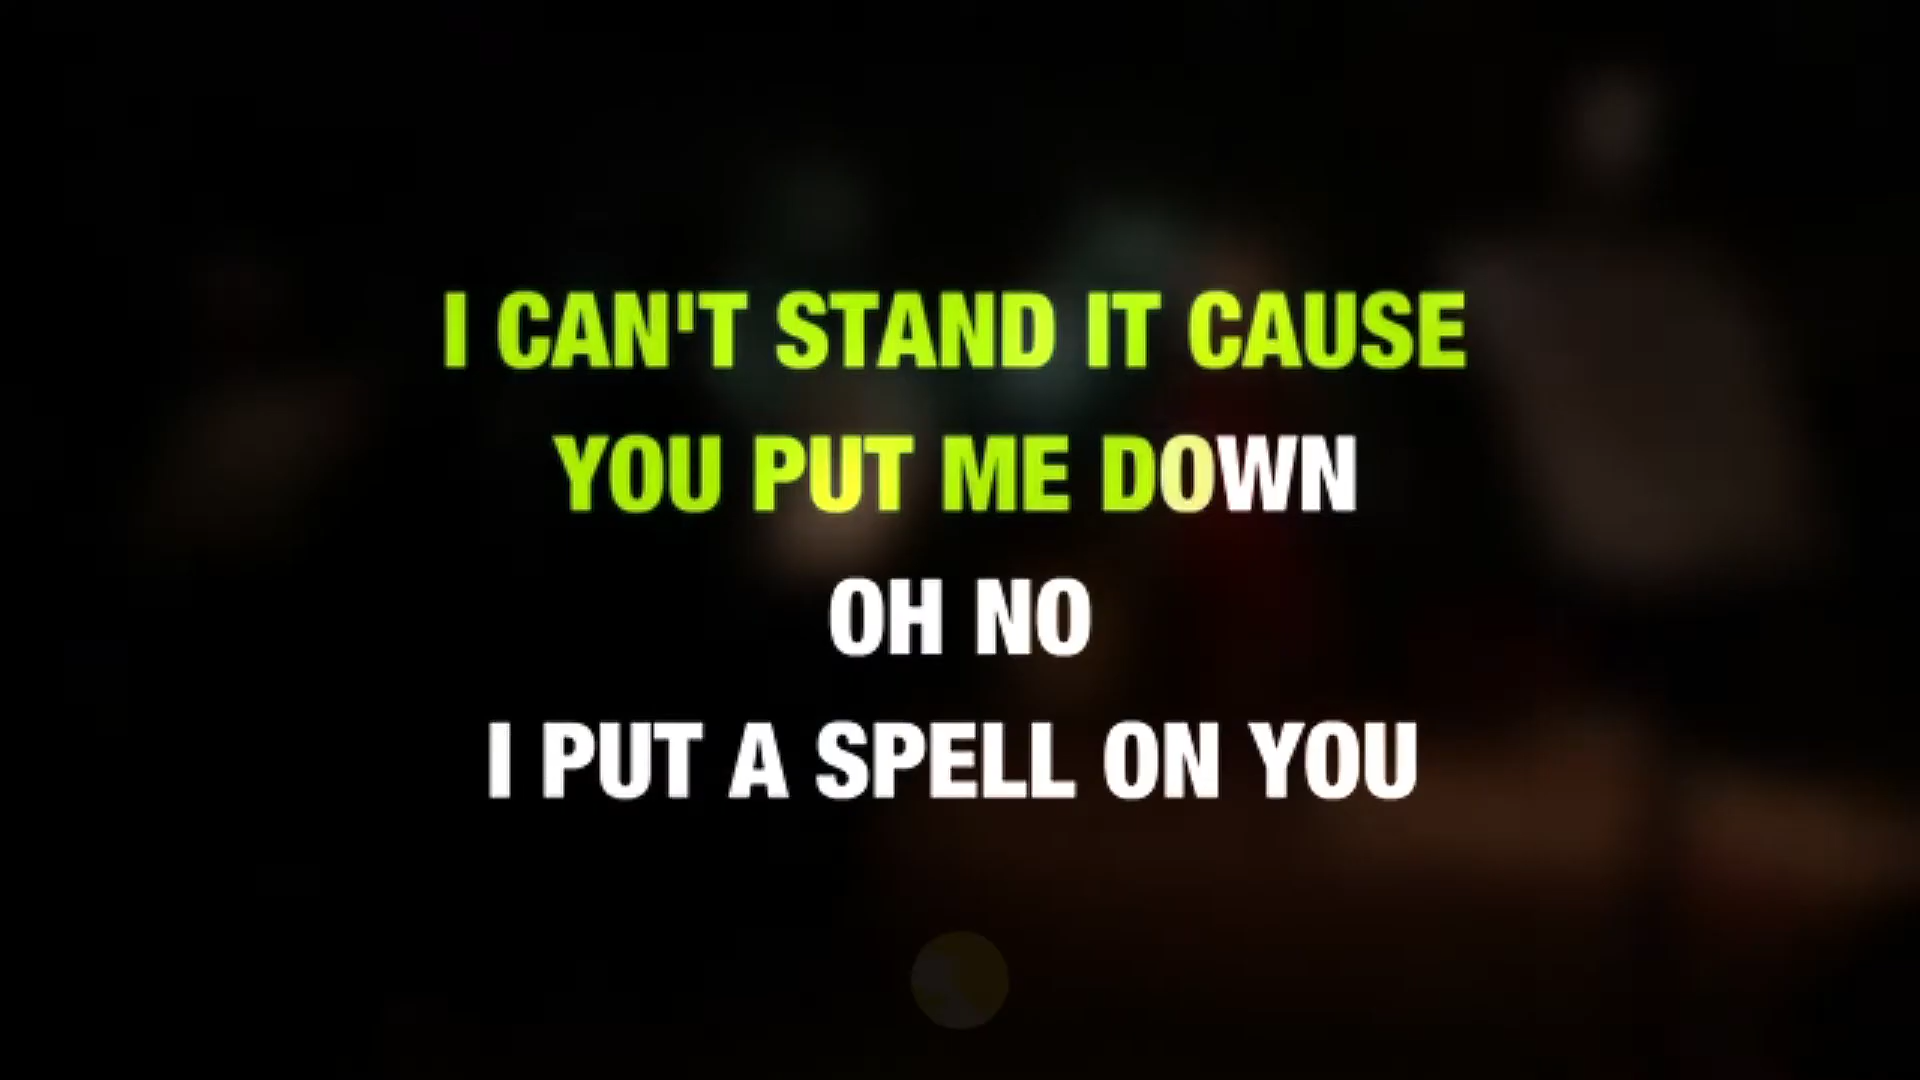 I CAN'T STAND IT CAUSE
YOU PUT ME DOWN
OH NO
I PUT A SPELL ON YOU